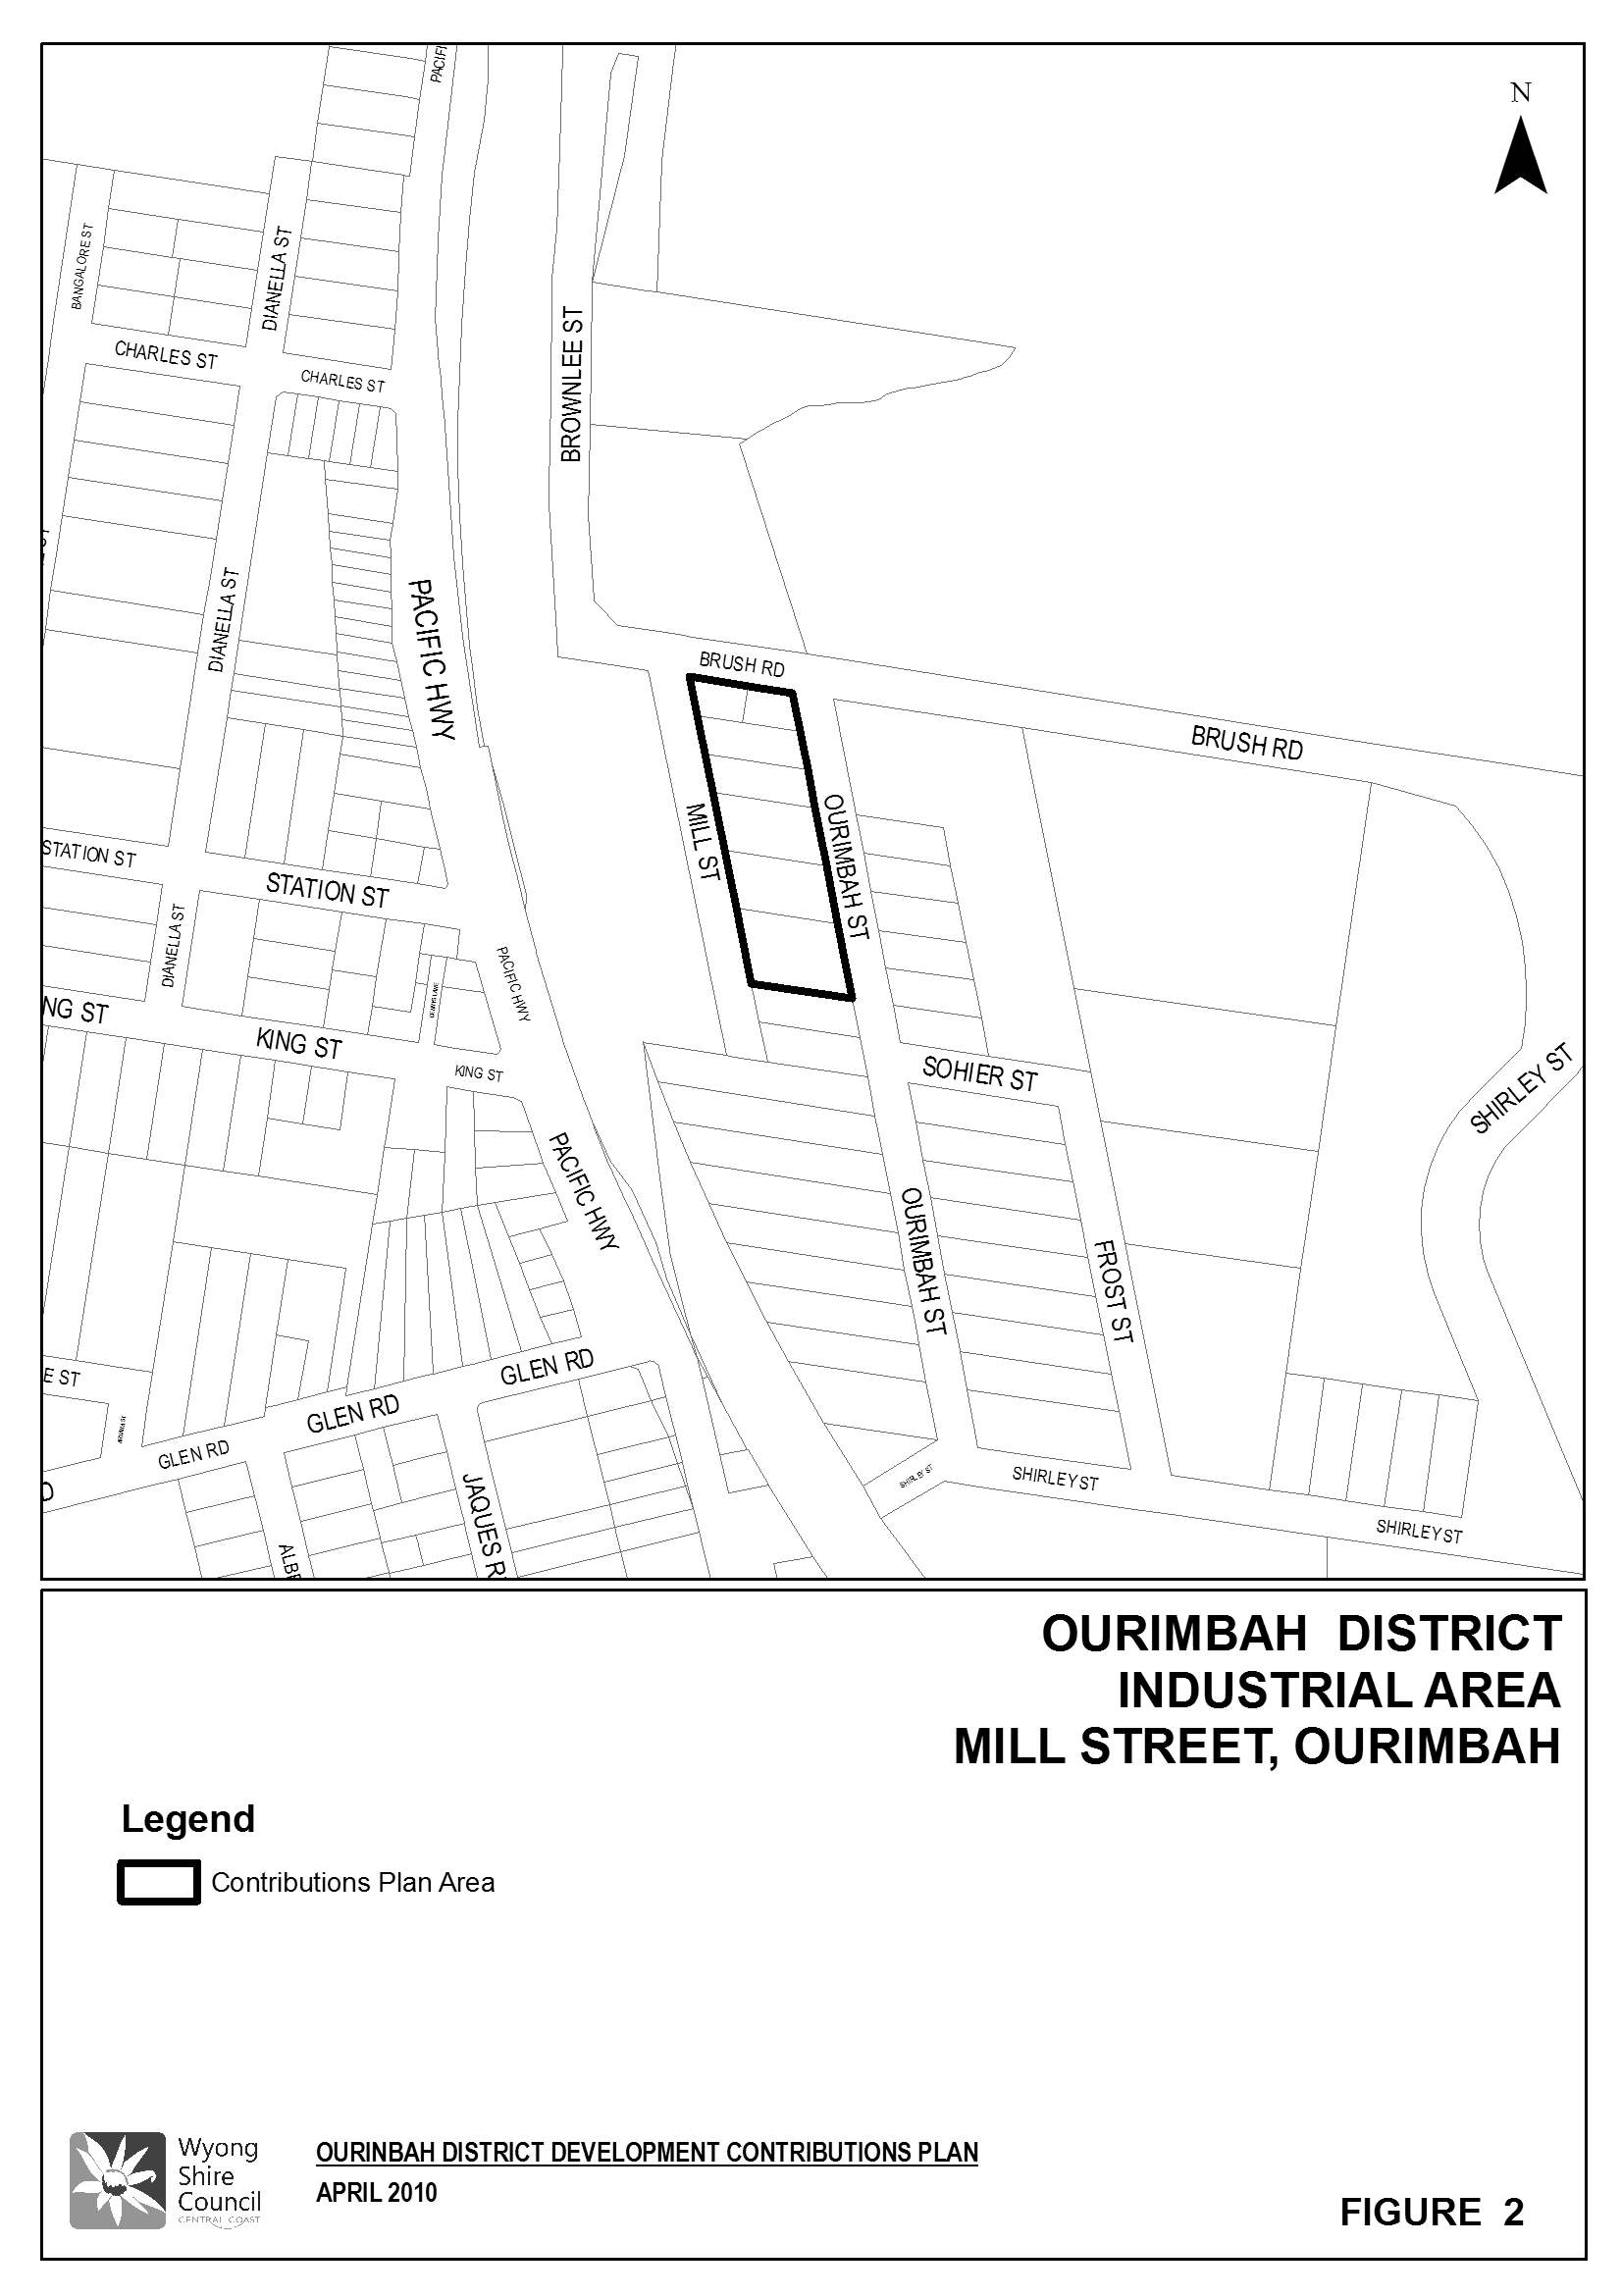 N
PACIFI
BANGALORE ST
DIANELLA ST
CHARLES ST
CHARLES ST
BROWNLEE ST
DIANELLA ST
PACIFIC HWY
BRUSH RD
BRUSH RD
MILL ST
OURIMBAH ST
STATION ST
STATION ST
DIANELLA ST
PACIFIC HWY
NG ST
KING ST
KING ST
SOHIER ST
SHIRLEY ST
PACIFIC HWY
OURIMBAH ST
FROST ST
E ST
GLEN RD
GLEN RD
GLEN RD
D
JAQUES R
ALBE
SHIRLEY ST
SHIRLEY ST
SHIRLEY ST
OURIMBAH DISTRICT
INDUSTRIAL AREA
MILL STREET, OURIMBAH
Legend
Contributions Plan Area
Wyong
Shire
Council
CENTRAL COAST
OURINBAH DISTRICT DEVELOPMENT CONTRIBUTIONS PLAN
APRIL 2010
FIGURE 2